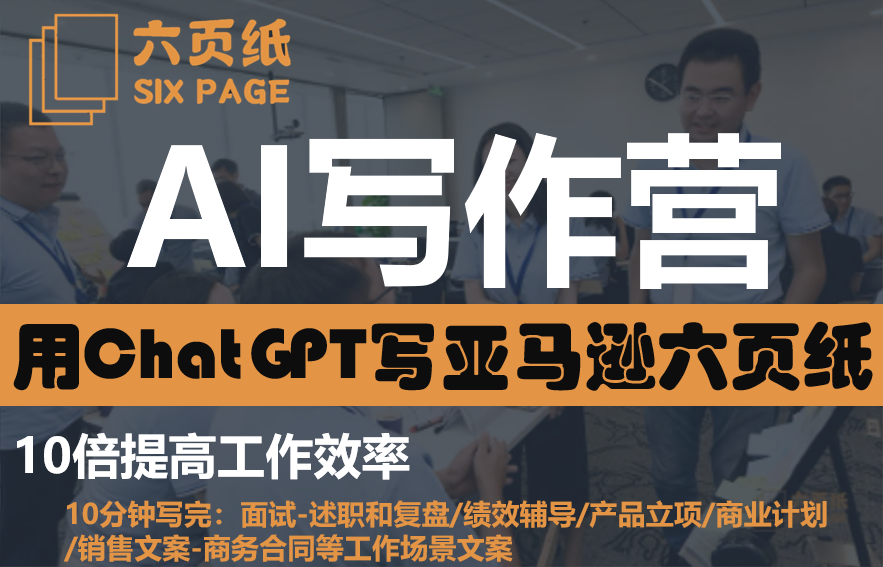 六页纸
SIX PAGE
AI写作营
用ChatGPT写亚马逊六页纸
10倍提高工作效率
10分钟写完：面试-述职和复盘/绩效辅导/产品立项/商业计划
/销售文案-商务合同等工作场景文案